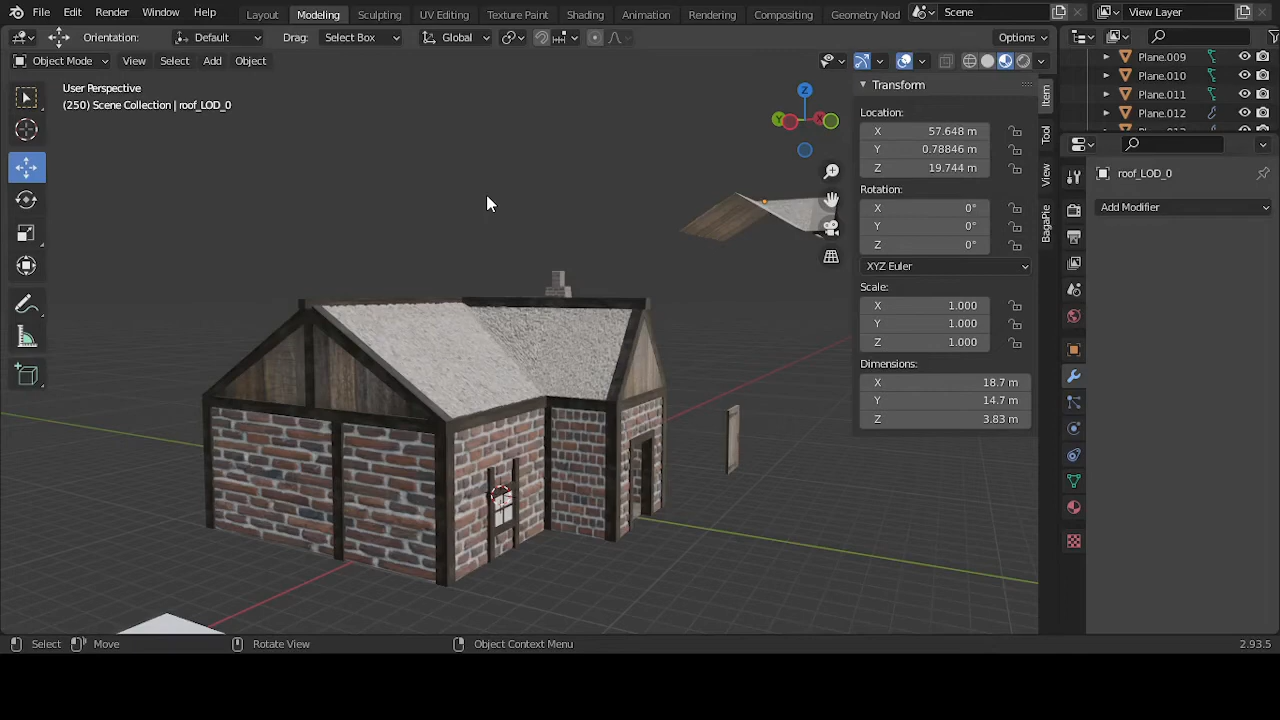 File Edit Render Window Help Layout Modeling Sculpting UV Editing Texture Paint Shading Animation Rendering Compositing Geometry Nod Scene View Layer
Orientation: Default Drag: Select Box Global Options
Object Mode View Select Add Object
User Perspective
(250) Scene Collection | roof_LOD_0
Z
Y
X
Transform
Location:
X 57.648 m
Y 0.78846 m
Z 19.744 m
Rotation:
X 0°
Y 0°
Z 0°
XYZ Euler
Scale:
X 1.000
Y 1.000
Z 1.000
Dimensions:
X 18.7 m
Y 14.7 m
Z 3.83 m
Item
Tool
View
BagaPie
Plane.009
Plane.010
Plane.011
Plane.012
roof_LOD_0
Add Modifier
Select Move Rotate View Object Context Menu 2.93.5